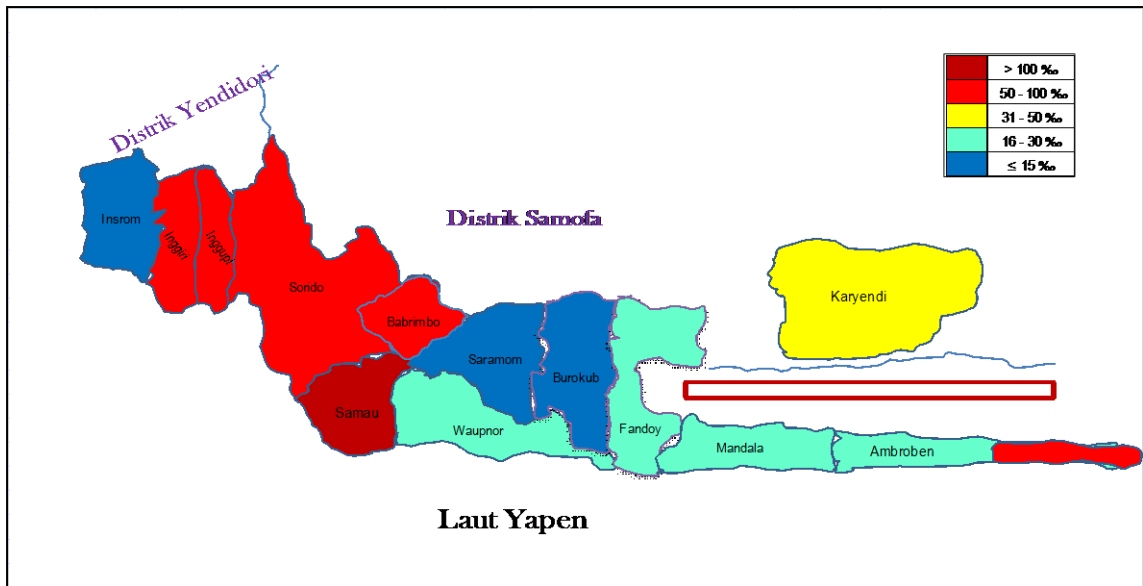 > 100 ‰
50 - 100 ‰
31 - 50 ‰
16 - 30 ‰
≤ 15 ‰
Distrik Yendidori
Insrom
Inggiri
Inggupi
Distrik Samofa
Sorido
Karyendi
Babrimbo
Saramom
Burokub
Samau
Waupnor
Fandoy
Mandala
Ambroben
Laut Yapen